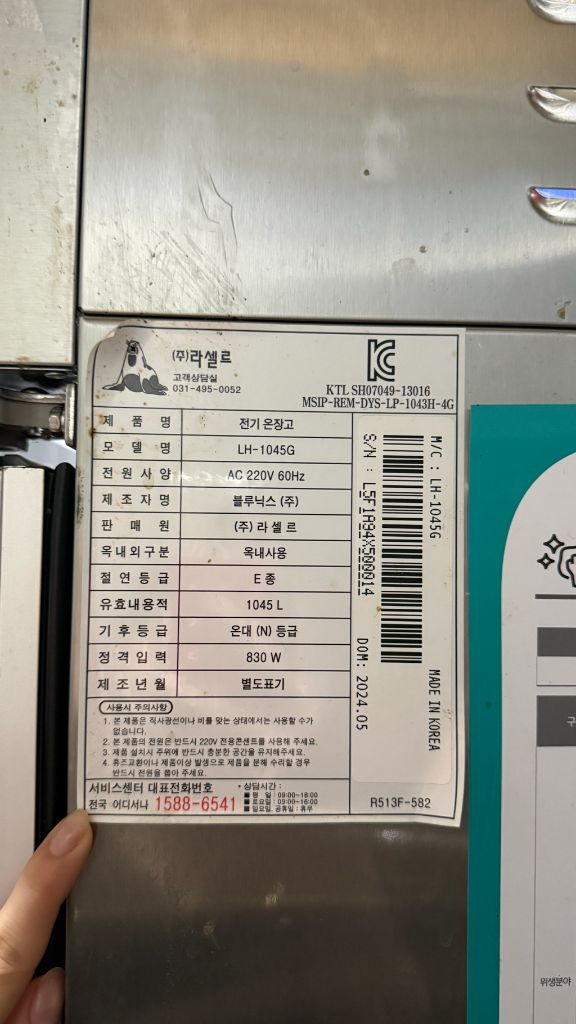 (주)라셀르
고객상담실
031-495-0052
KTL SH07049-13016
MSIP-REM-DYS-LP-1043H-4G
제 품 명 전기 온장고
모 델 명 LH-1045G
전 원 사 양 AC 220V 60Hz
제 조 자 명 블루닉스 (주)
판 매 원 (주) 라 셀 르
옥내외구분 옥내사용
절 연 등 급 E 종
유효내용적 1045 L
기 후 등 급 온대 (N) 등급
정 격 입 력 830 W
제 조 년 월 별도표기
사용시 주의사항
1. 본 제품은 직사광선이나 비를 맞는 상태에서는 사용할 수가
없습니다.
2. 본 제품의 전원은 반드시 220V 전용콘센트를 사용해 주세요.
3. 제품 설치시 주위에 반드시 충분한 공간을 유지해주세요.
4. 휴즈교환이나 제품이상 발생으로 제품을 분해 수리할 경우
반드시 전원을 뽑아 주세요.
서비스센터 대표전화번호
전국 어디서나 1588-6541
• 상담시간 :
■ 평 일 : 09:00~18:00
■ 토요일 : 09:00~16:00
■ 일요일, 공휴일 : 휴무
M/C : LH-1045G
S/N : L5F1A94X500014
DOM: 2024.05
MADE IN KOREA
R513F-582
구
위생분야